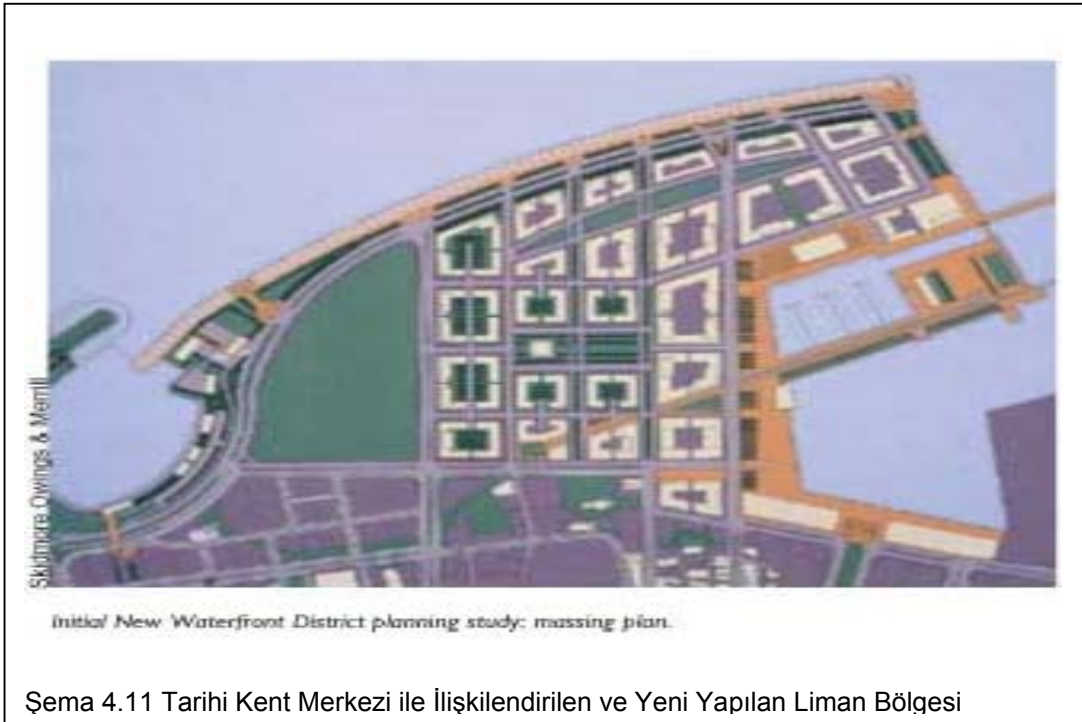 Skidmore Owings & Merrill
Initial New Waterfront District planning study: massing plan.
Şema 4.11 Tarihi Kent Merkezi ile İlişkilendirilen ve Yeni Yapılan Liman Bölgesi